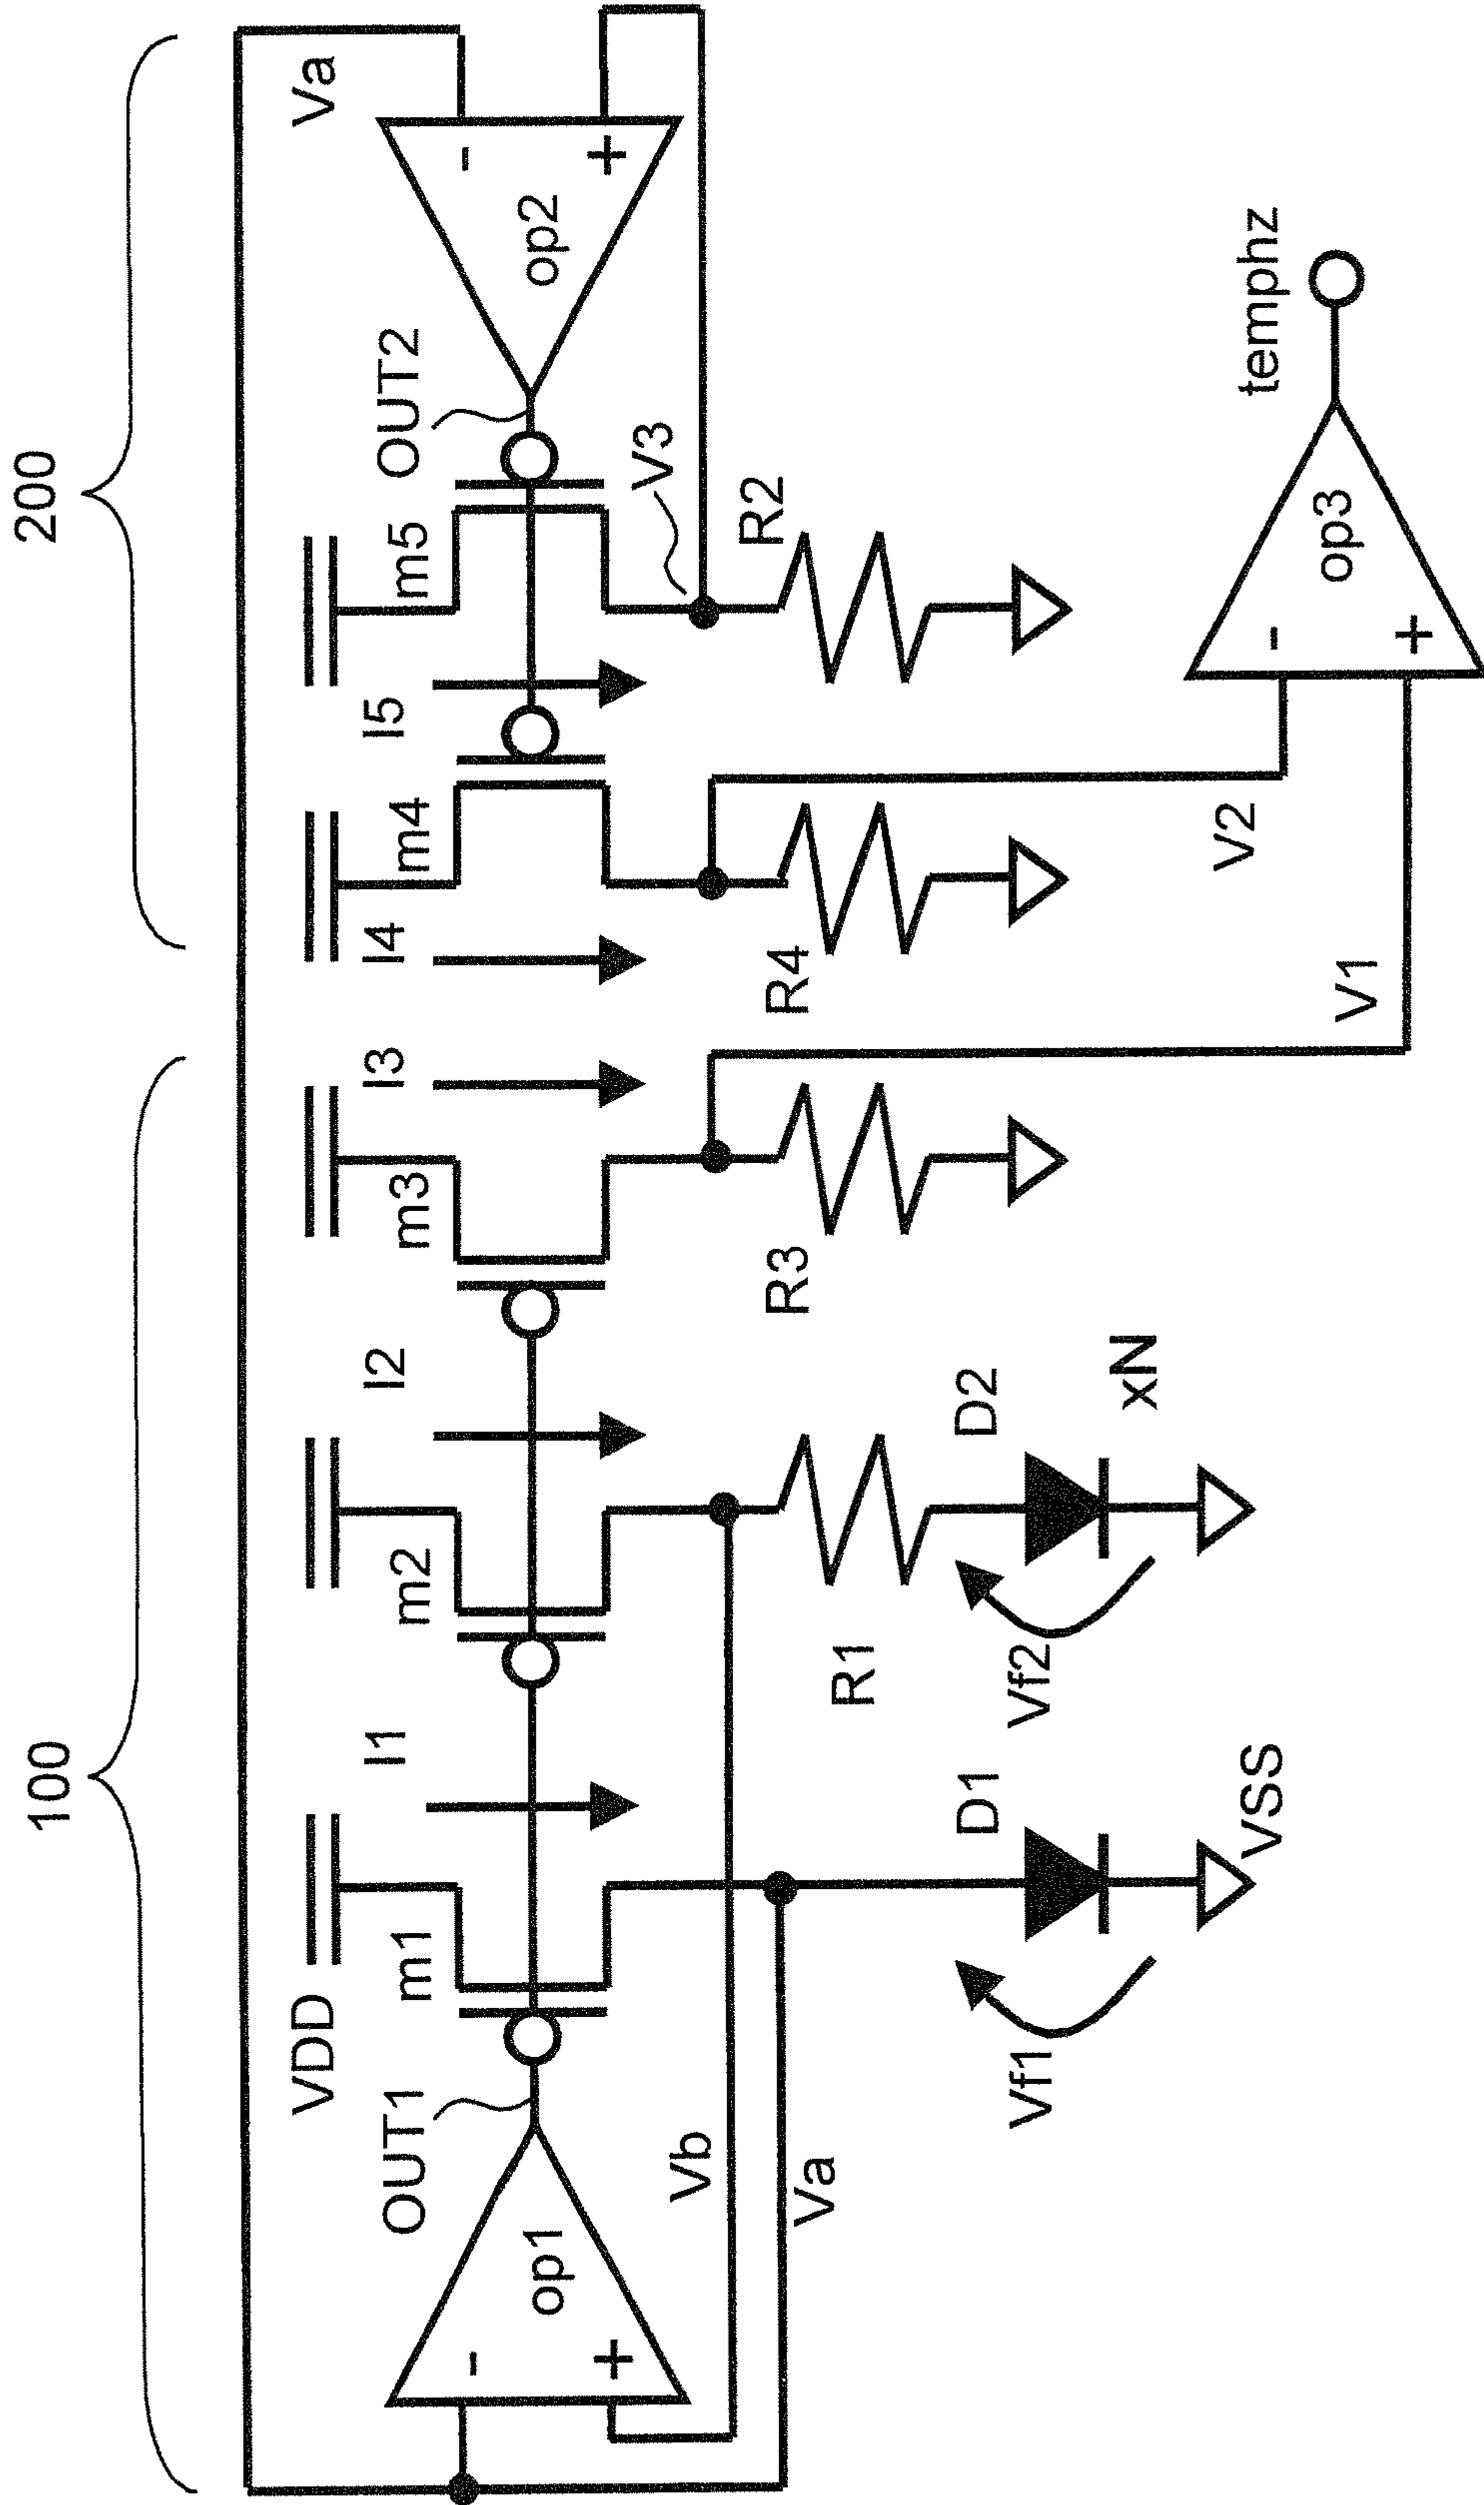 100
200
Va
VDD
I1
I2
I3
I4
I5
OUT1
m1
m2
m3
m4
m5
OUT2
op1
-
+
op2
-
+
Vb
Va
V3
R1
R3
R4
R2
Vf1
D1
Vf2
D2
xN
VSS
V1
V2
-
+
op3
temphz